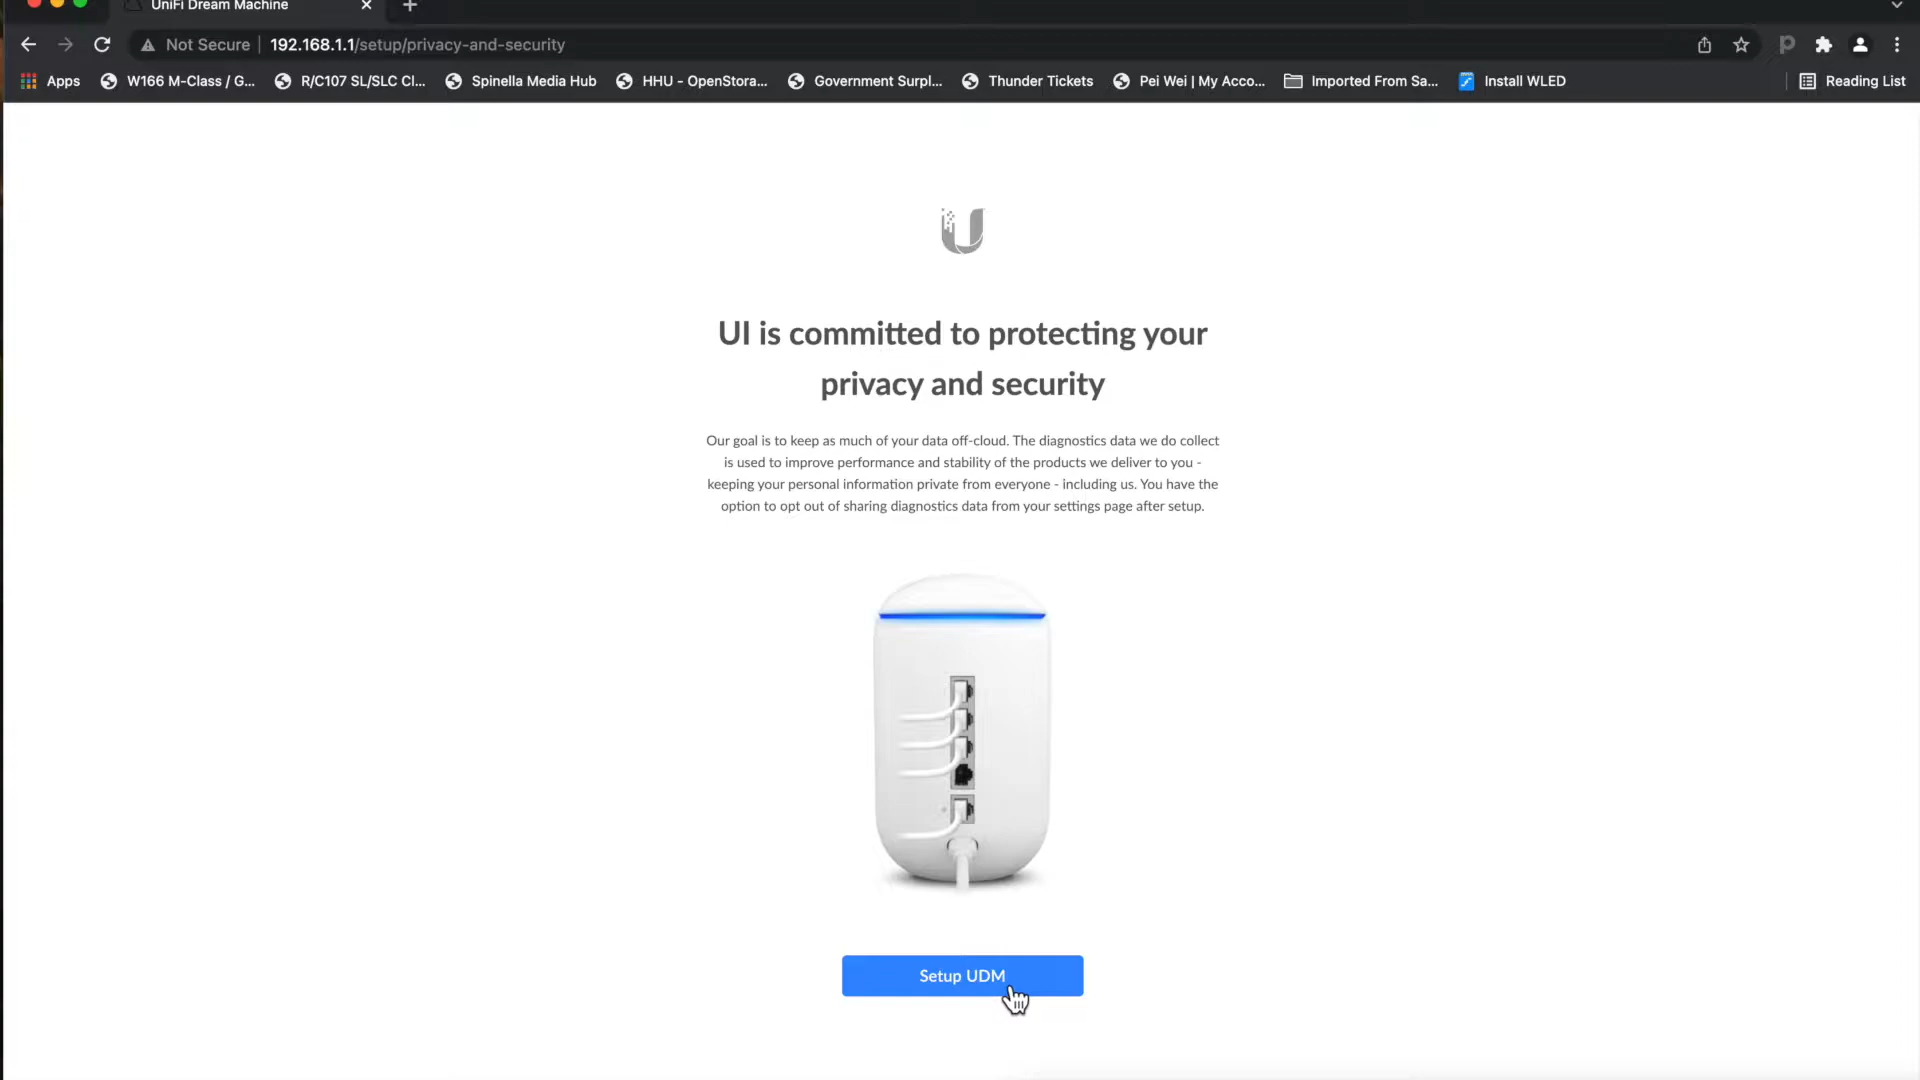 UniFi Dream Machine
Not Secure 192.168.1.1/setup/privacy-and-security
Apps W166 M-Class / G... R/C107 SL/SLC Cl... Spinella Media Hub HHU - OpenStora... Government Surpl... Thunder Tickets Pei Wei | My Acco... Imported From Sa... Install WLED Reading List
UI is committed to protecting your
privacy and security
Our goal is to keep as much of your data off-cloud. The diagnostics data we do collect
is used to improve performance and stability of the products we deliver to you -
keeping your personal information private from everyone - including us. You have the
option to opt out of sharing diagnostics data from your settings page after setup.
Setup UDM